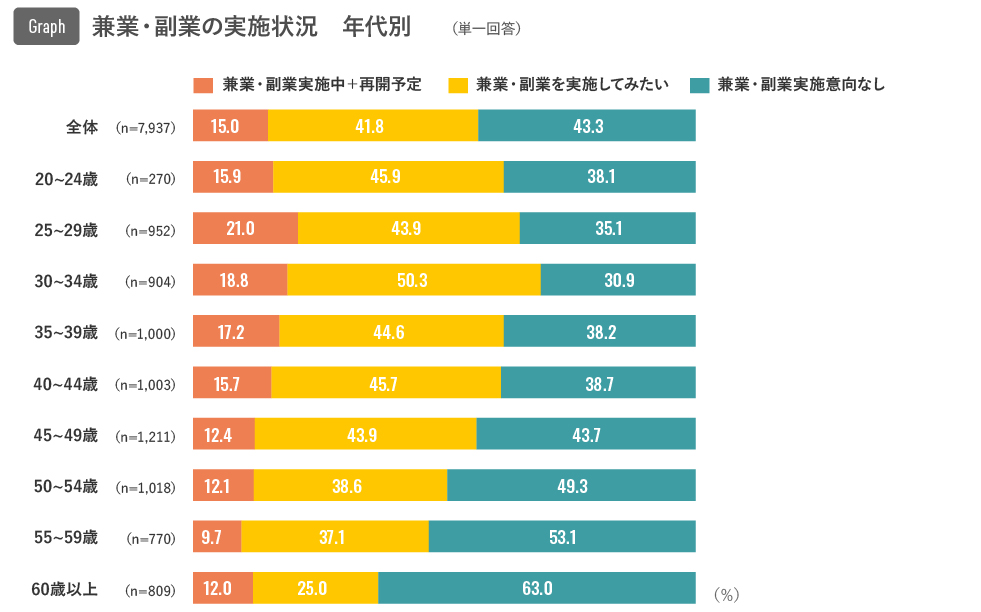 Graph 兼業・副業の実施状況 年代別 (単一回答)
兼業・副業実施中＋再開予定 兼業・副業を実施してみたい 兼業・副業実施意向なし
全体 (n=7,937) 15.0 41.8 43.3
20~24歳 (n=270) 15.9 45.9 38.1
25~29歳 (n=952) 21.0 43.9 35.1
30~34歳 (n=904) 18.8 50.3 30.9
35~39歳 (n=1,000) 17.2 44.6 38.2
40~44歳 (n=1,003) 15.7 45.7 38.7
45~49歳 (n=1,211) 12.4 43.9 43.7
50~54歳 (n=1,018) 12.1 38.6 49.3
55~59歳 (n=770) 9.7 37.1 53.1
60歳以上 (n=809) 12.0 25.0 63.0 (%)